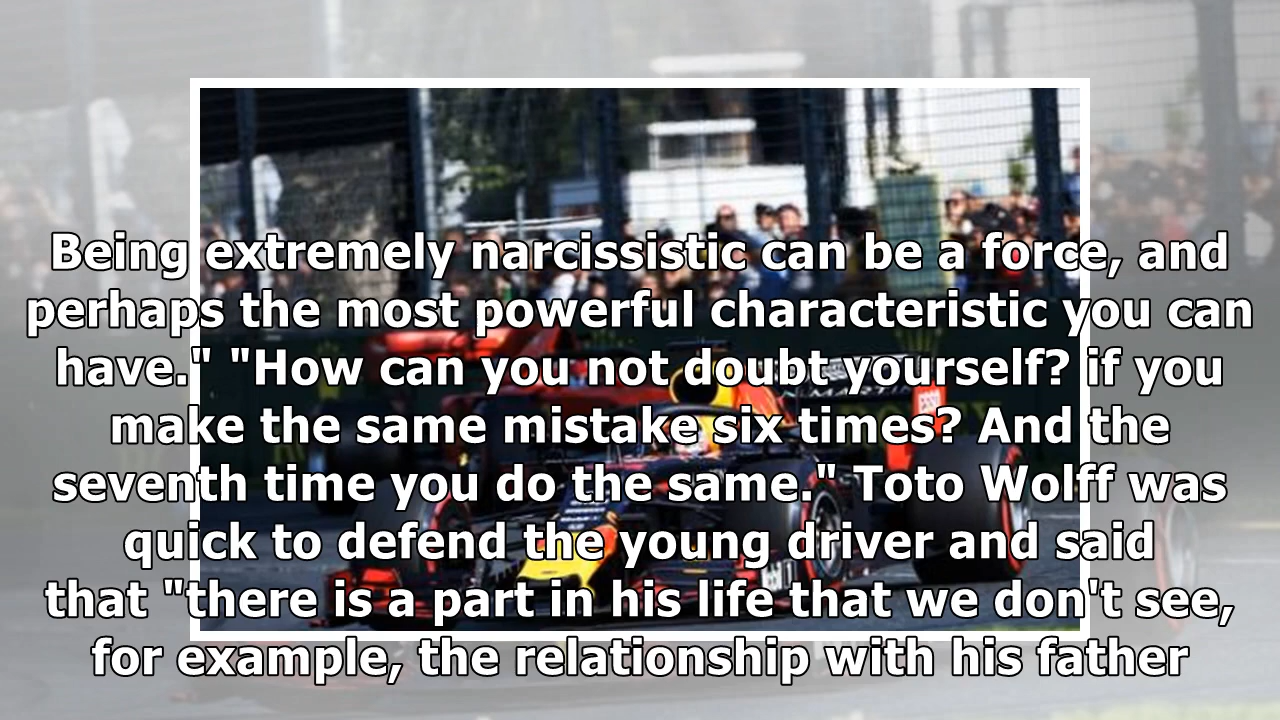 Being extremely narcissistic can be a force, and
perhaps the most powerful characteristic you can
have." "How can you not doubt yourself? if you
make the same mistake six times? And the
seventh time you do the same." Toto Wolff was
quick to defend the young driver and said
that "there is a part in his life that we don't see,
for example, the relationship with his father
esso
Mobil 1